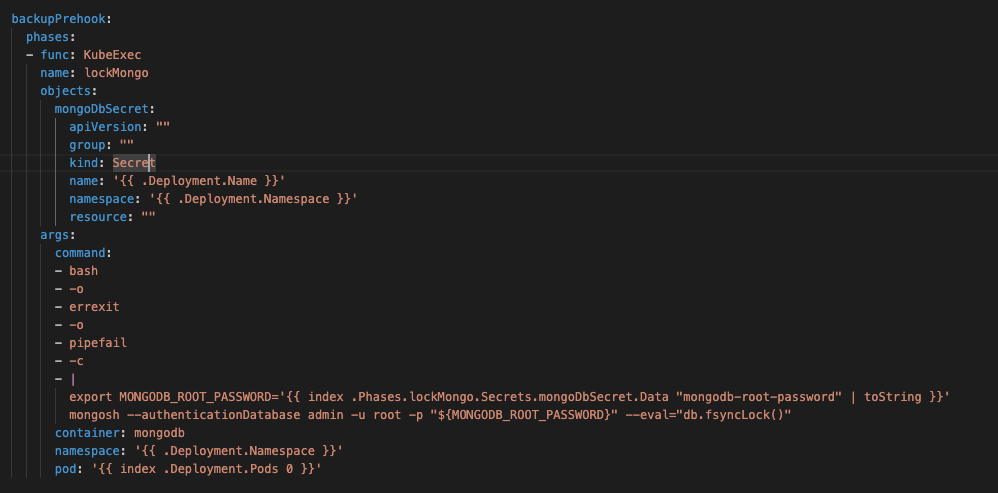 backupPrehook:
  phases:
  - func: KubeExec
    name: lockMongo
    objects:
      mongoDbSecret:
        apiVersion: ""
        group: ""
        kind: Secret
        name: '{{ .Deployment.Name }}'
        namespace: '{{ .Deployment.Namespace }}'
        resource: ""
    args:
      command:
      - bash
      - -o
      - errexit
      - -o
      - pipefail
      - -c
      - |
        export MONGODB_ROOT_PASSWORD='{{ index .Phases.lockMongo.Secrets.mongoDbSecret.Data "mongodb-root-password" | toString }}'
        mongosh --authenticationDatabase admin -u root -p "${MONGODB_ROOT_PASSWORD}" --eval="db.fsyncLock()"
      container: mongodb
      namespace: '{{ .Deployment.Namespace }}'
      pod: '{{ index .Deployment.Pods 0 }}'